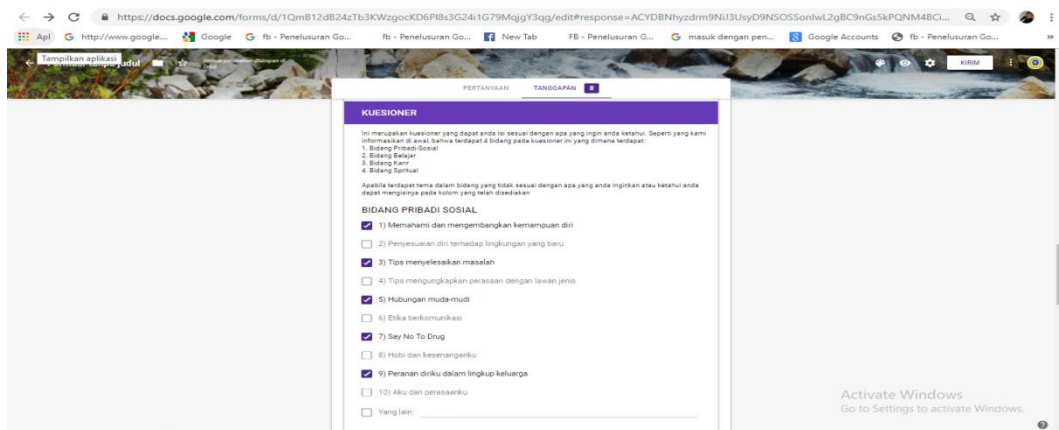 https://docs.google.com/forms/d/1QmB12dB24zTb3KWzgocKD6Pl8s3G24i1G79MqjgY3qg/edit#response=ACYDBNhyzdrm9NiJ3UsyD9NSOSSonlwL2gBC9nGs5kPQNM4BCi...
Apl http://www.google.... Google fb - Penelusuran Go... fb - Penelusuran Go... New Tab FB - Penelusuran G... masuk dengan pen... Google Accounts fb - Penelusuran Go... »
Tampilkan aplikasi
KIRIM
PERTANYAAN TANGGAPAN 8
KUESIONER
Ini merupakan kuesioner yang dapat anda isi sesuai dengan apa yang ingin anda ketahui. Seperti yang kami
informasikan di awal, bahwa terdapat 4 bidang pada kuesioner ini yang dimana terdapat:
1. Bidang Pribadi-Sosial
2. Bidang Belajar
3. Bidang Karir
4. Bidang Spritual
Apabila terdapat tema dalam bidang yang tidak sesuai dengan apa yang anda inginkan atau ketahui anda
dapat mengisinya pada kolom yang telah disediakan
BIDANG PRIBADI SOSIAL
1) Memahami dan mengembangkan kemampuan diri
2) Penyesuaian diri terhadap lingkungan yang baru
3) Tips menyelesaikan masalah
4) Tips mengungkapkan perasaan dengan lawan jenis
5) Hubungan muda-mudi
6) Etika berkomunikasi
7) Say No To Drug
8) Hobi dan kesenanganku
9) Peranan diriku dalam lingkup keluarga
10) Aku dan perasaanku
Yang lain:
Activate Windows
Go to Settings to activate Windows.